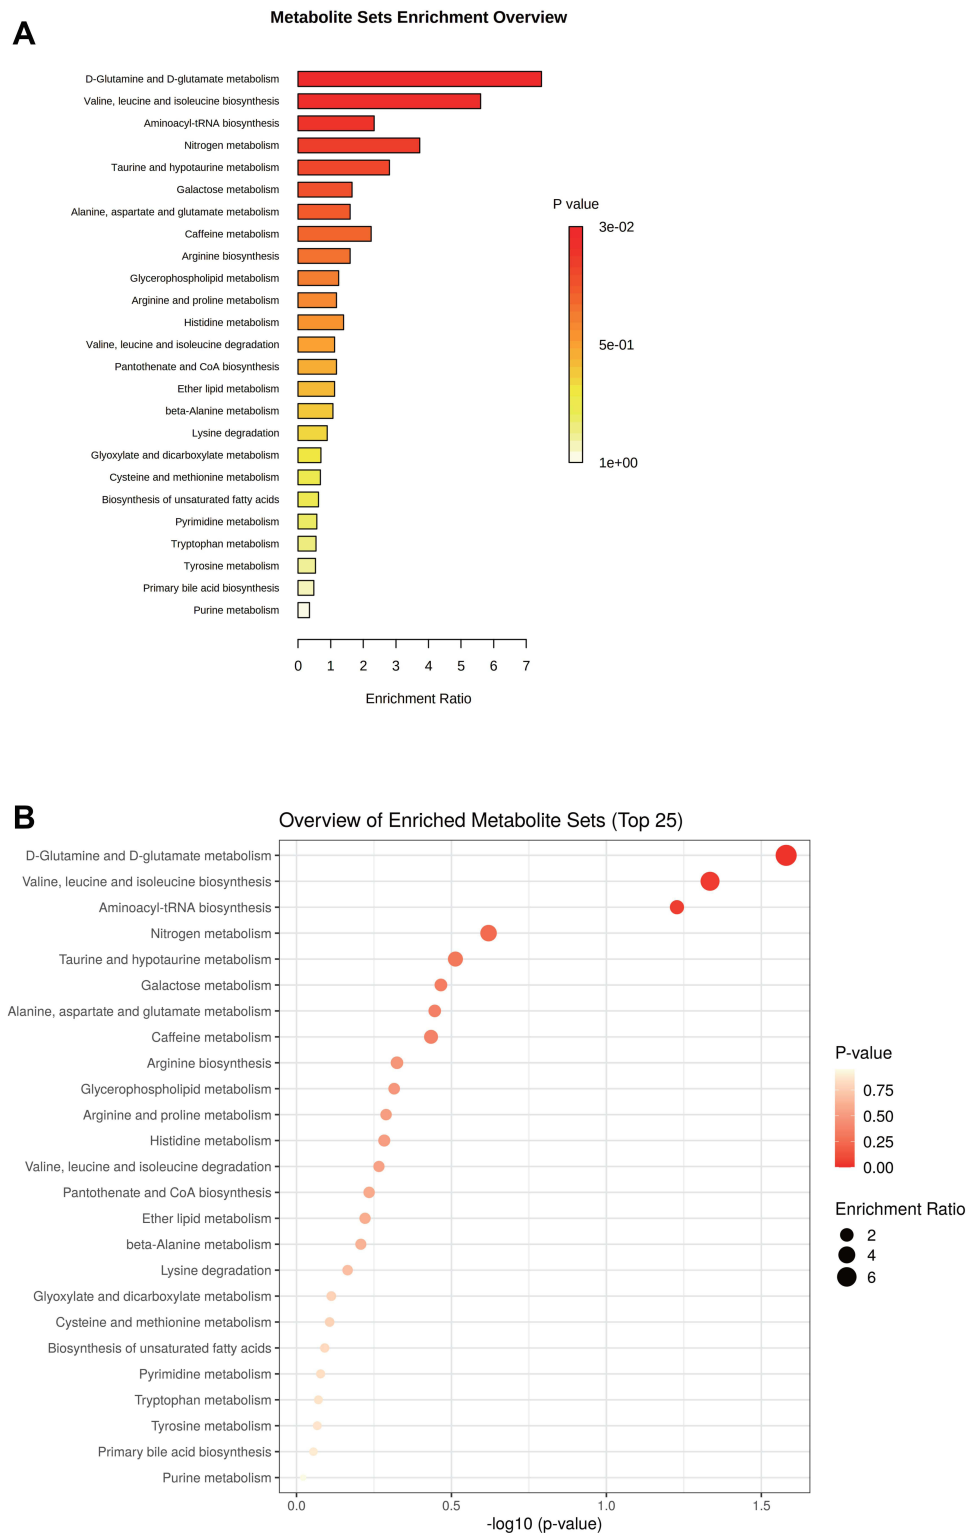 A
Metabolite Sets Enrichment Overview
D-Glutamine and D-glutamate metabolism
Valine, leucine and isoleucine biosynthesis
Aminoacyl-tRNA biosynthesis
Nitrogen metabolism
Taurine and hypotaurine metabolism
Galactose metabolism
Alanine, aspartate and glutamate metabolism
Caffeine metabolism
Arginine biosynthesis
Glycerophospholipid metabolism
Arginine and proline metabolism
Histidine metabolism
Valine, leucine and isoleucine degradation
Pantothenate and CoA biosynthesis
Ether lipid metabolism
beta-Alanine metabolism
Lysine degradation
Glyoxylate and dicarboxylate metabolism
Cysteine and methionine metabolism
Biosynthesis of unsaturated fatty acids
Pyrimidine metabolism
Tryptophan metabolism
Tyrosine metabolism
Primary bile acid biosynthesis
Purine metabolism
0 1 2 3 4 5 6 7
Enrichment Ratio
P value
3e-02
5e-01
1e+00
B
Overview of Enriched Metabolite Sets (Top 25)
D-Glutamine and D-glutamate metabolism
Valine, leucine and isoleucine biosynthesis
Aminoacyl-tRNA biosynthesis
Nitrogen metabolism
Taurine and hypotaurine metabolism
Galactose metabolism
Alanine, aspartate and glutamate metabolism
Caffeine metabolism
Arginine biosynthesis
Glycerophospholipid metabolism
Arginine and proline metabolism
Histidine metabolism
Valine, leucine and isoleucine degradation
Pantothenate and CoA biosynthesis
Ether lipid metabolism
beta-Alanine metabolism
Lysine degradation
Glyoxylate and dicarboxylate metabolism
Cysteine and methionine metabolism
Biosynthesis of unsaturated fatty acids
Pyrimidine metabolism
Tryptophan metabolism
Tyrosine metabolism
Primary bile acid biosynthesis
Purine metabolism
0.0 0.5 1.0 1.5
-log10 (p-value)
P-value
0.75
0.50
0.25
0.00
Enrichment Ratio
2
4
6